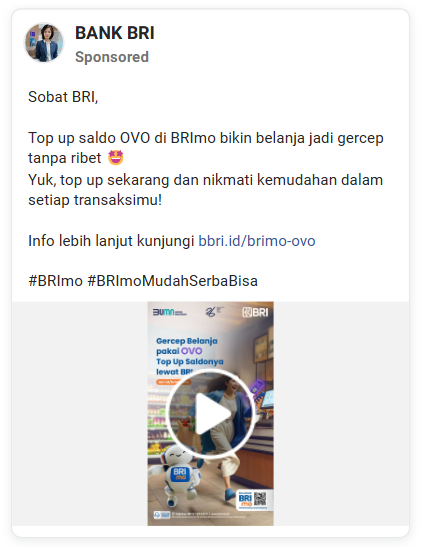 BANK BRI
Sponsored
Sobat BRI,
Top up saldo OVO di BRImo bikin belanja jadi gercep
tanpa ribet 🤩
Yuk, top up sekarang dan nikmati kemudahan dalam
setiap transaksimu!
Info lebih lanjut kunjungi bbri.id/brimo-ovo
#BRImo #BRImoMudahSerbaBisa
BUMN
BRI
Gercep Belanja
pakai OVO
Top Up Saldonya
lewat BRI
BRI
mo
BRI
mo